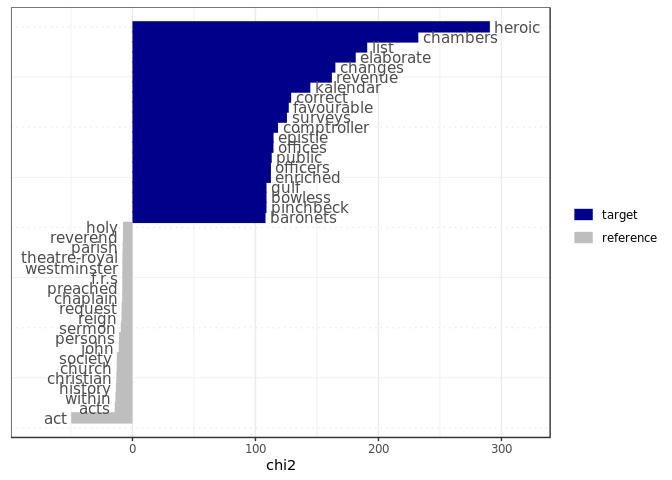 heroic
chambers
list
elaborate
changes
revenue
kalendar
correct
favourable
surveys
comptroller
epistle
offices
public
officers
enriched
gulf
bowless
pinchbeck
baronets
holy
reverend
parish
theatre-royal
westminster
f.r.s
preached
chaplain
request
reign
sermon
persons
john
society
church
christian
history
within
acts
act
target
reference
0 100 200 300
chi2